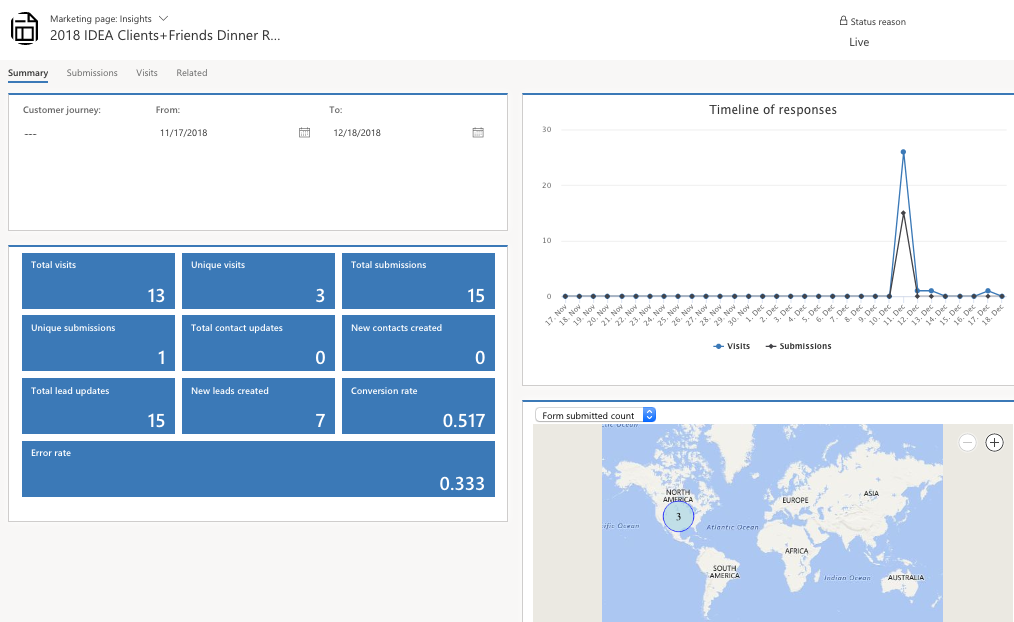 Marketing page: Insights
2018 IDEA Clients+Friends Dinner R...
Status reason
Live
Summary
Submissions
Visits
Related
Customer journey:
From:
To:
---
11/17/2018
12/18/2018
Total visits
13
Unique visits
3
Total submissions
15
Unique submissions
1
Total contact updates
0
New contacts created
0
Total lead updates
15
New leads created
7
Conversion rate
0.517
Error rate
0.333
Timeline of responses
30
20
10
0
17. Nov
18. Nov
19. Nov
20. Nov
21. Nov
22. Nov
23. Nov
24. Nov
25. Nov
26. Nov
27. Nov
28. Nov
29. Nov
30. Nov
1. Dec
2. Dec
3. Dec
4. Dec
5. Dec
6. Dec
7. Dec
8. Dec
9. Dec
10. Dec
11. Dec
12. Dec
13. Dec
14. Dec
15. Dec
16. Dec
17. Dec
18. Dec
Visits
Submissions
Form submitted count
NORTH
AMERICA
3
EUROPE
ASIA
Ocean
Atlantic Ocean
AFRICA
SOUTH
AMERICA
Indian Ocean
AUSTRALIA